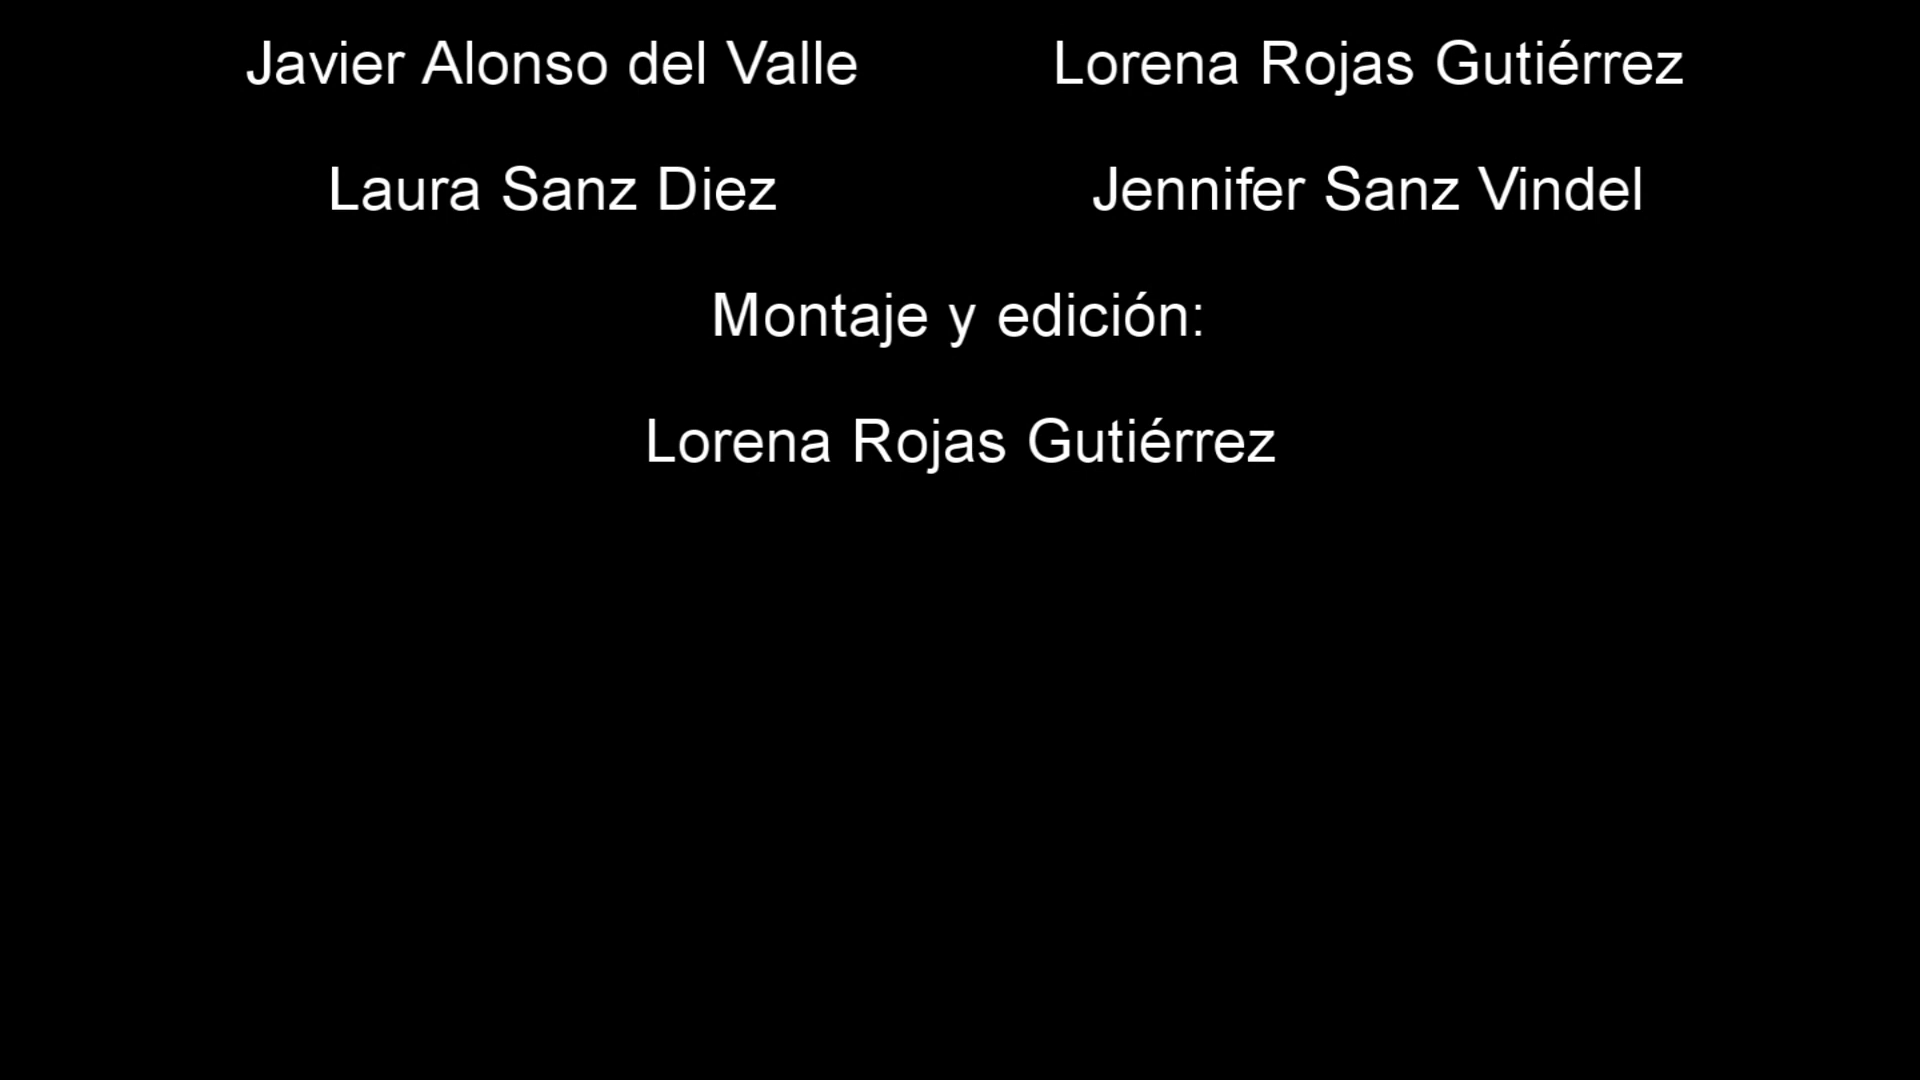 Javier Alonso del Valle Lorena Rojas Gutiérrez
Laura Sanz Diez Jennifer Sanz Vindel
Montaje y edición:
Lorena Rojas Gutiérrez